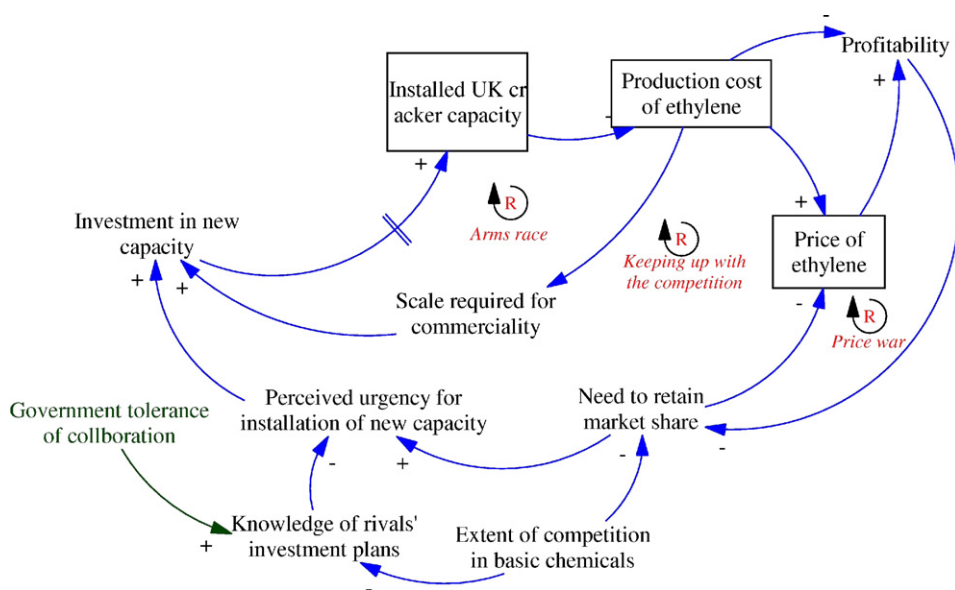 -
Profitability
+
Installed UK cr
acker capacity
Production cost
of ethylene
-
+
R
Arms race
+
Investment in new
capacity
+
+
R
Keeping up with
the competition
Price of
ethylene
-
R
Price war
Scale required for
commerciality
Perceived urgency for
installation of new capacity
Need to retain
market share
-
-
+
-
Government tolerance
of collboration
+
Knowledge of rivals'
investment plans
Extent of competition
in basic chemicals
-